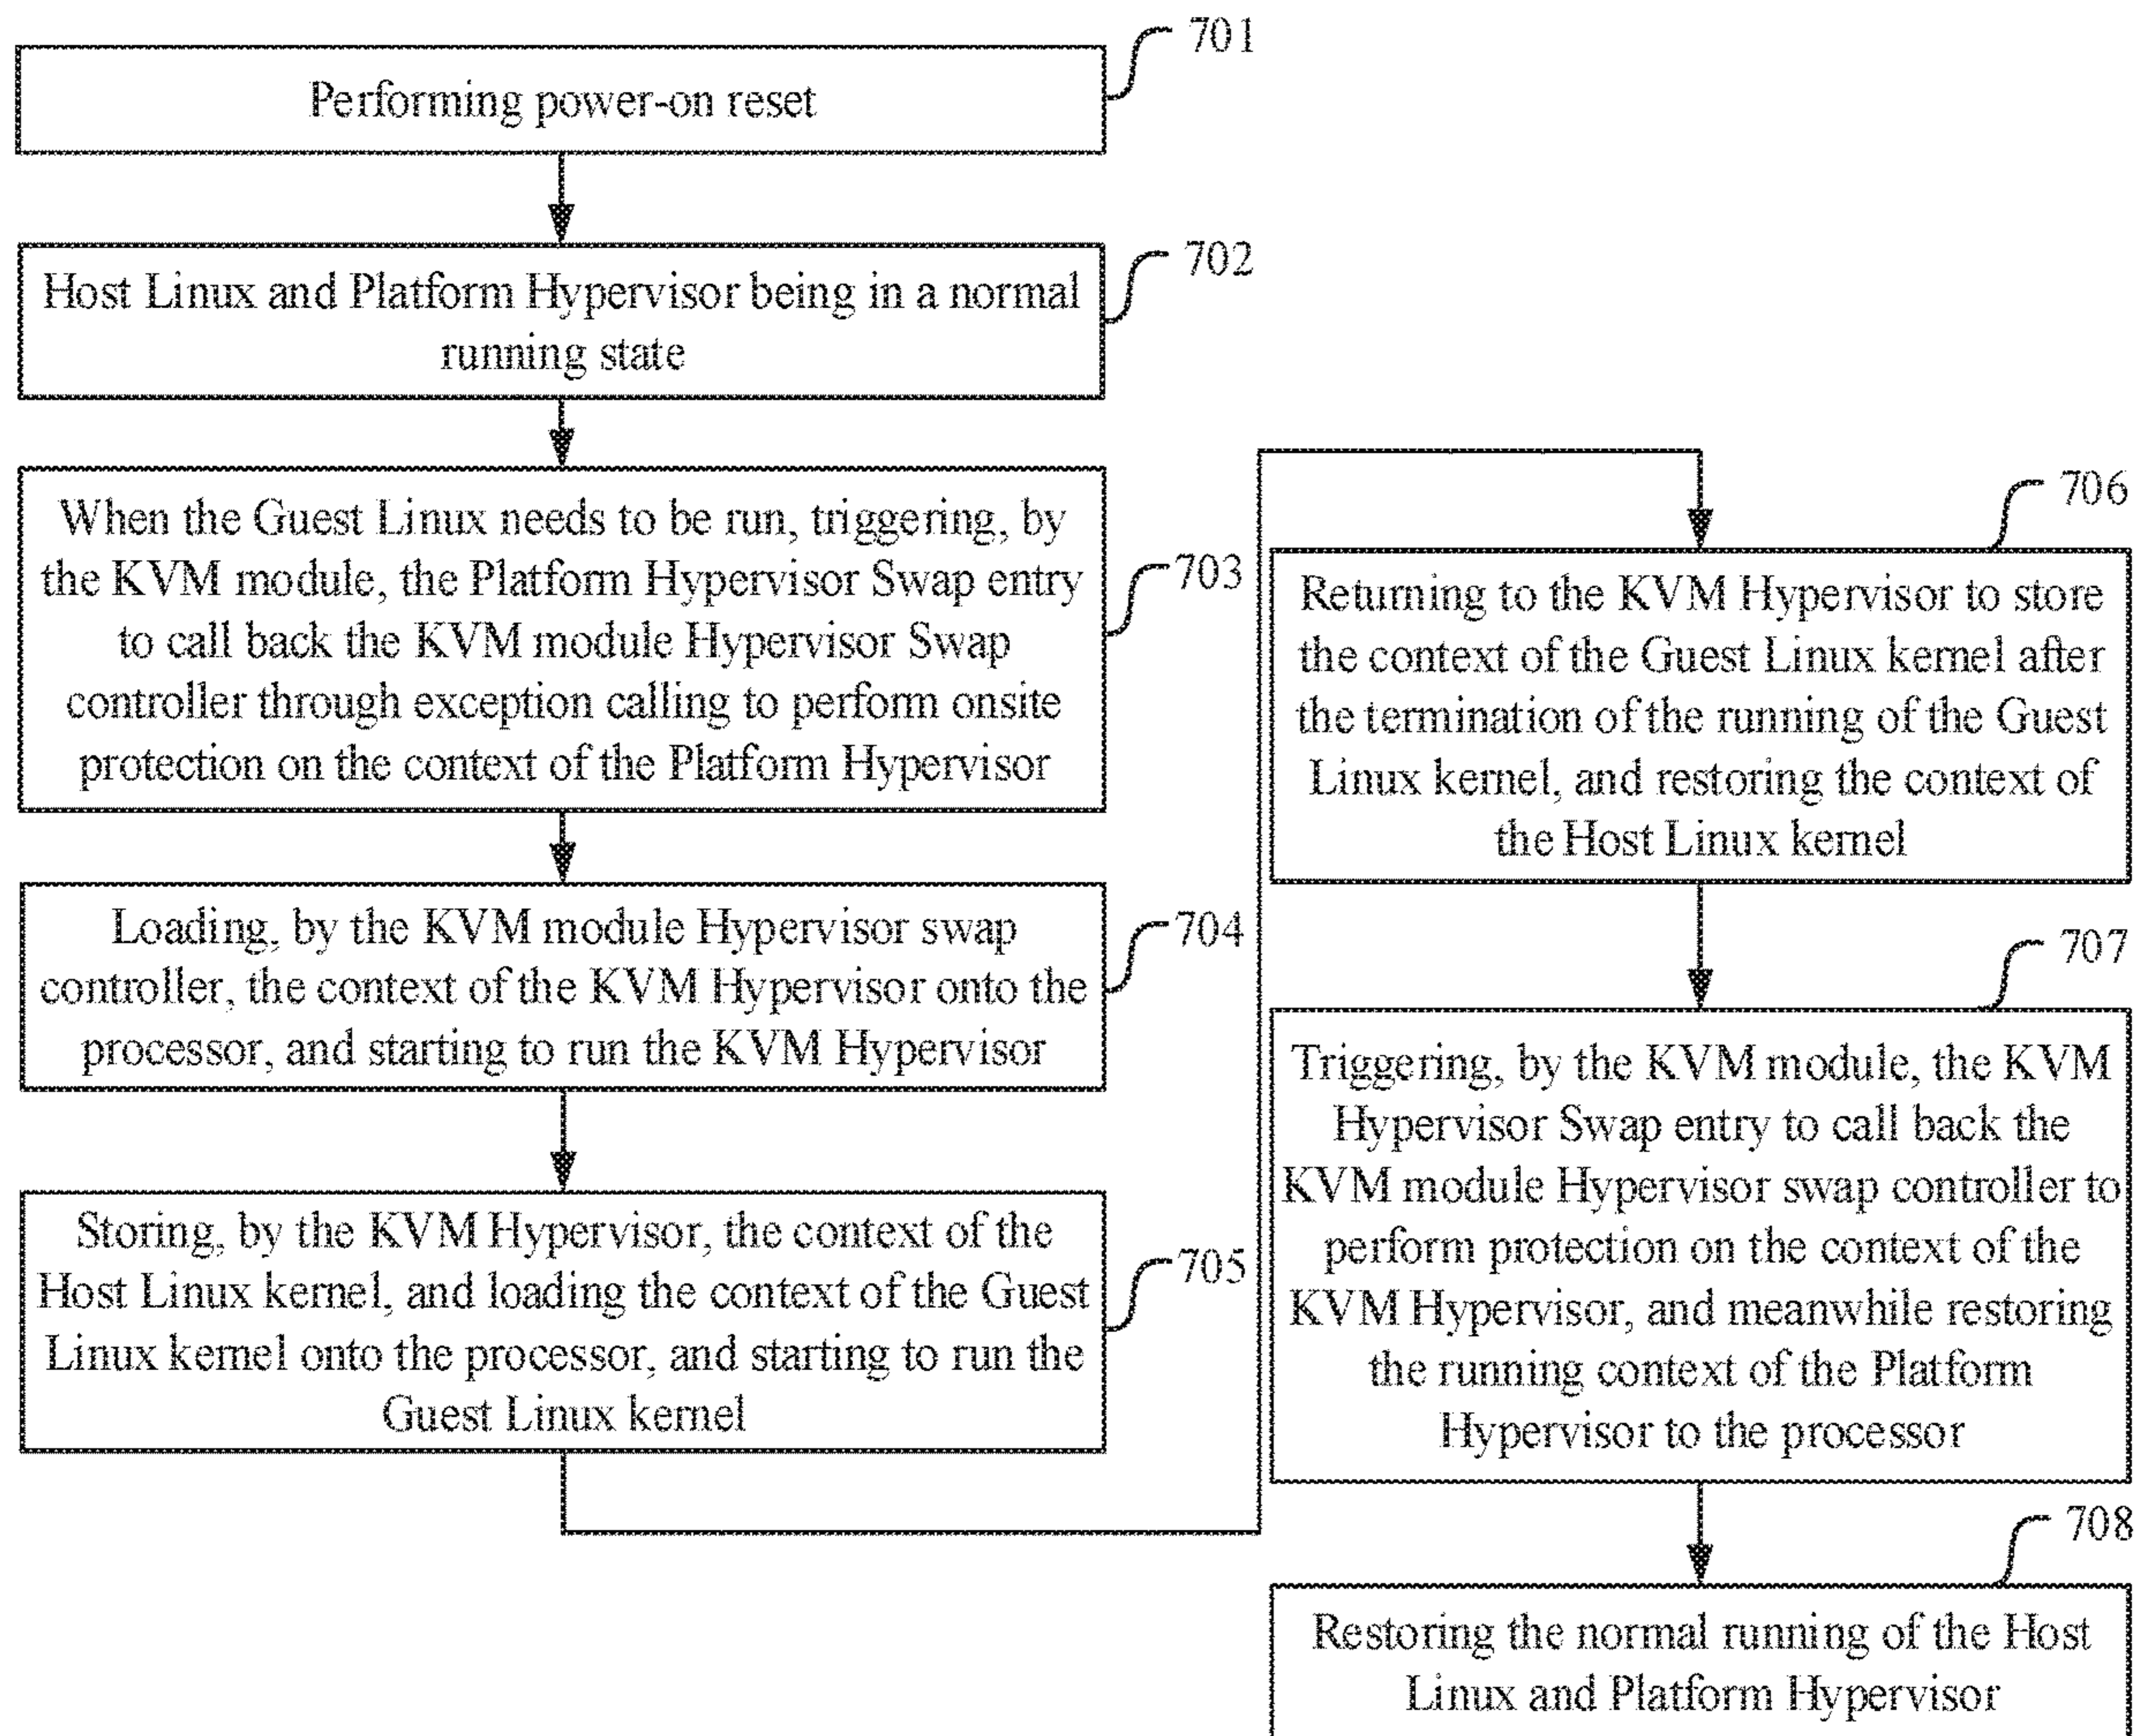 701
Performing power-on reset
702
Host Linux and Platform Hypervisor being in a normal
running state
703
When the Guest Linux needs to be run, triggering, by
the KVM module, the Platform Hypervisor Swap entry
to call back the KVM module Hypervisor Swap
controller through exception calling to perform onsite
protection on the context of the Platform Hypervisor
704
Loading, by the KVM module Hypervisor swap
controller, the context of the KVM Hypervisor onto the
processor, and starting to run the KVM Hypervisor
705
Storing, by the KVM Hypervisor, the context of the
Host Linux kernel, and loading the context of the Guest
Linux kernel onto the processor, and starting to run the
Guest Linux kernel
706
Returning to the KVM Hypervisor to store
the context of the Guest Linux kernel after
the termination of the running of the Guest
Linux kernel, and restoring the context of
the Host Linux kernel
707
Triggering, by the KVM module, the KVM
Hypervisor Swap entry to call back the
KVM module Hypervisor swap controller to
perform protection on the context of the
KVM Hypervisor, and meanwhile restoring
the running context of the Platform
Hypervisor to the processor
708
Restoring the normal running of the Host
Linux and Platform Hypervisor